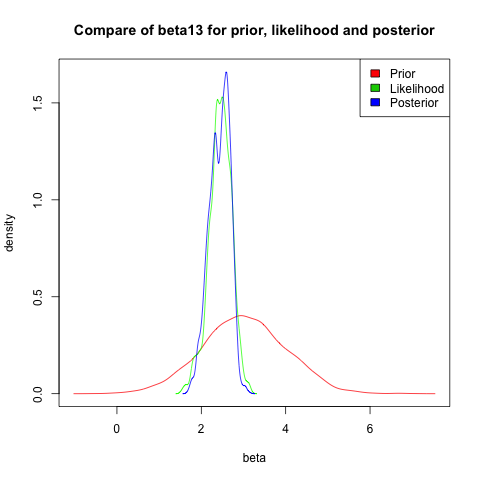 Compare of beta13 for prior, likelihood and posterior
Prior
Likelihood
Posterior
density
1.5
1.0
0.5
0.0
0 2 4 6
beta